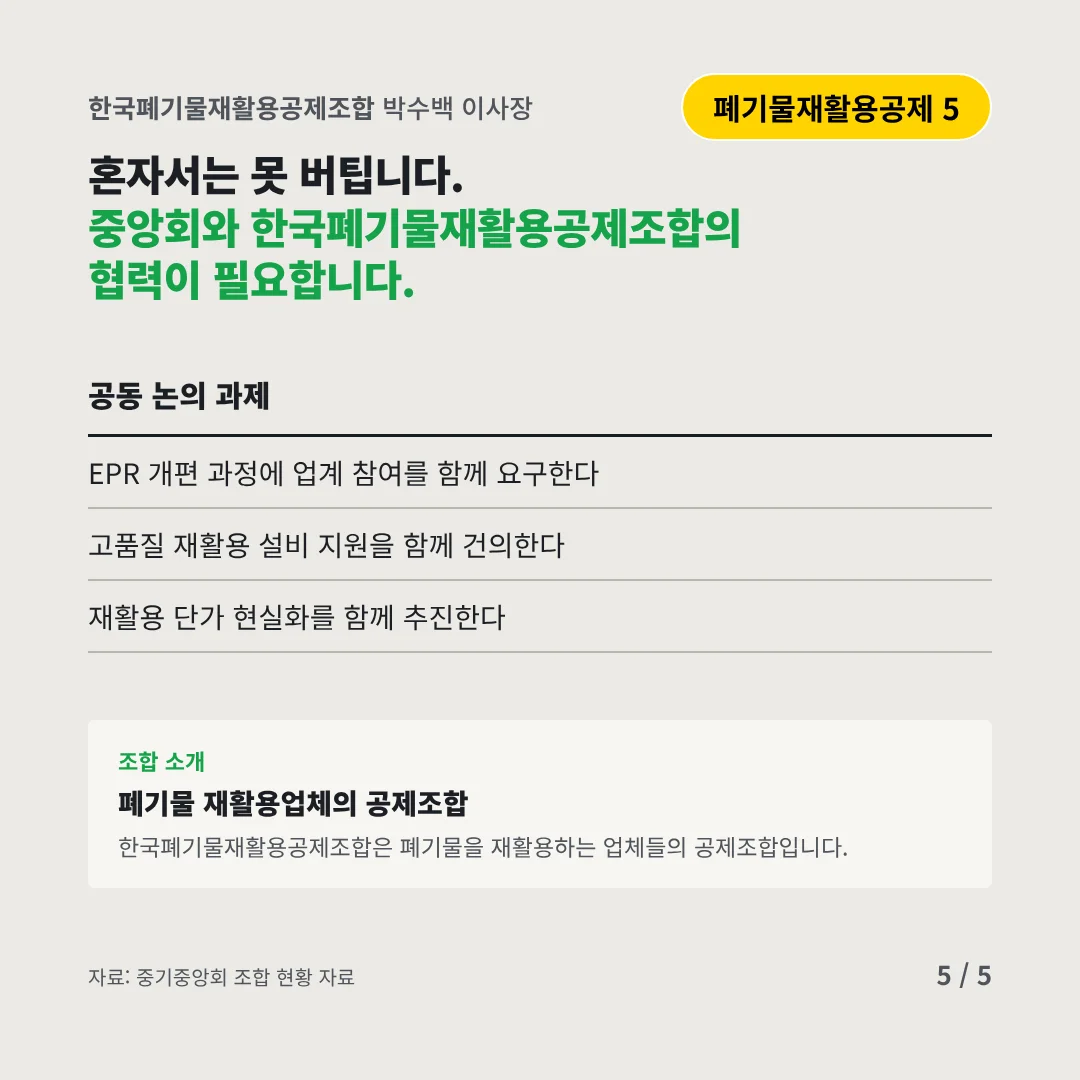 한국폐기물재활용공제조합 박수백 이사장
폐기물재활용공제 5
혼자서는 못 버팁니다.
중앙회와 한국폐기물재활용공제조합의
협력이 필요합니다.
공동 논의 과제
EPR 개편 과정에 업계 참여를 함께 요구한다
고품질 재활용 설비 지원을 함께 건의한다
재활용 단가 현실화를 함께 추진한다
조합 소개
폐기물 재활용업체의 공제조합
한국폐기물재활용공제조합은 폐기물을 재활용하는 업체들의 공제조합입니다.
자료: 중기중앙회 조합 현황 자료
5 / 5